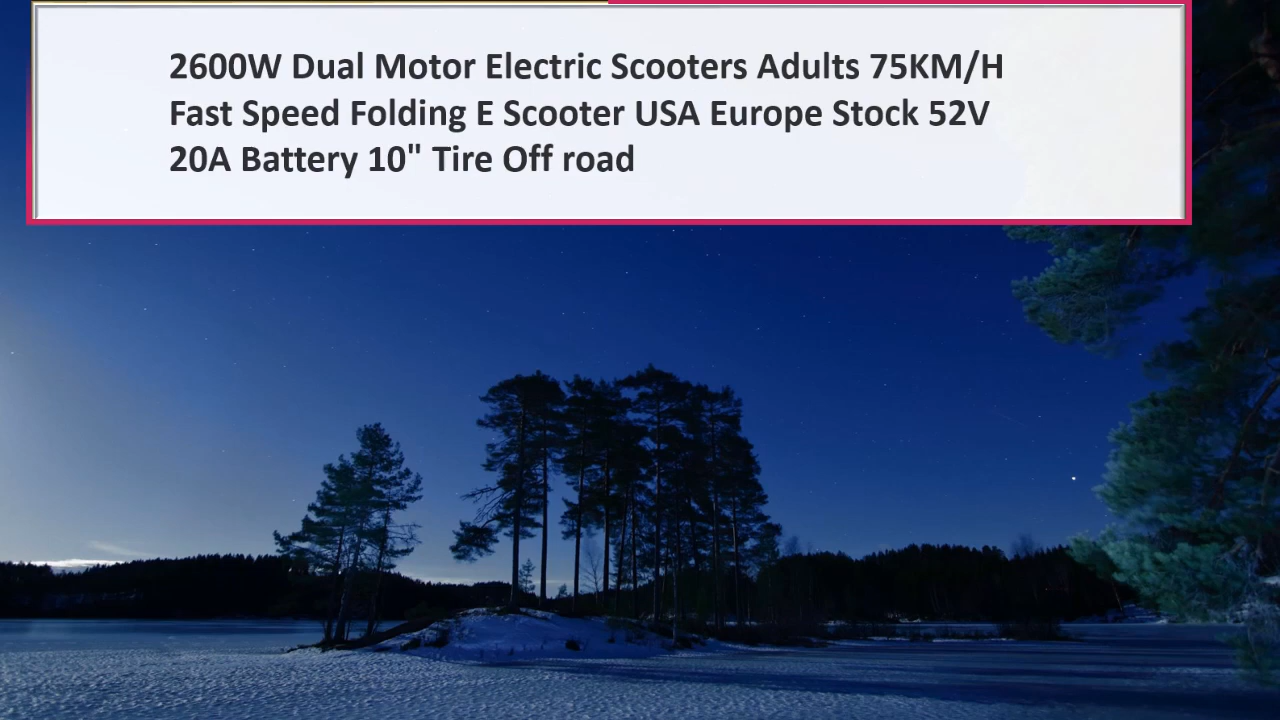 2600W Dual Motor Electric Scooters Adults 75KM/H
Fast Speed Folding E Scooter USA Europe Stock 52V
20A Battery 10" Tire Off road